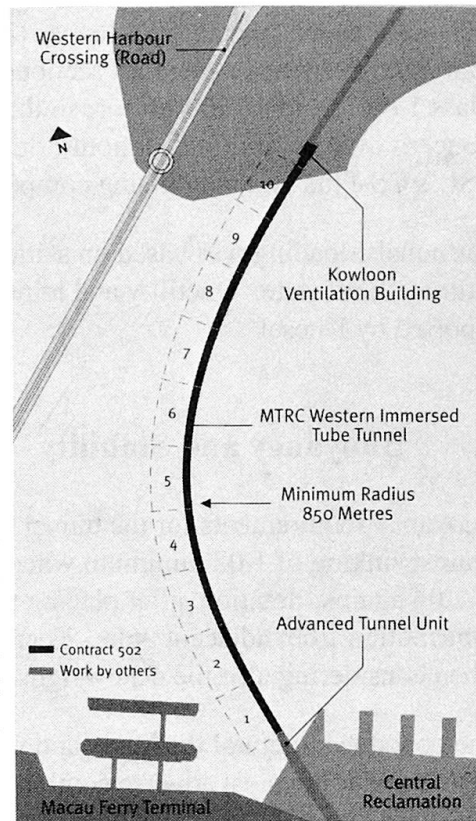 Western Harbour
Crossing (Road)
N
10
9
Kowloon
Ventilation Building
8
7
6
MTRC Western Immersed
Tube Tunnel
5
Minimum Radius
850 Metres
4
3
Advanced Tunnel Unit
Contract 502
Work by others
2
1
Macau Ferry Terminal
Central
Reclamation